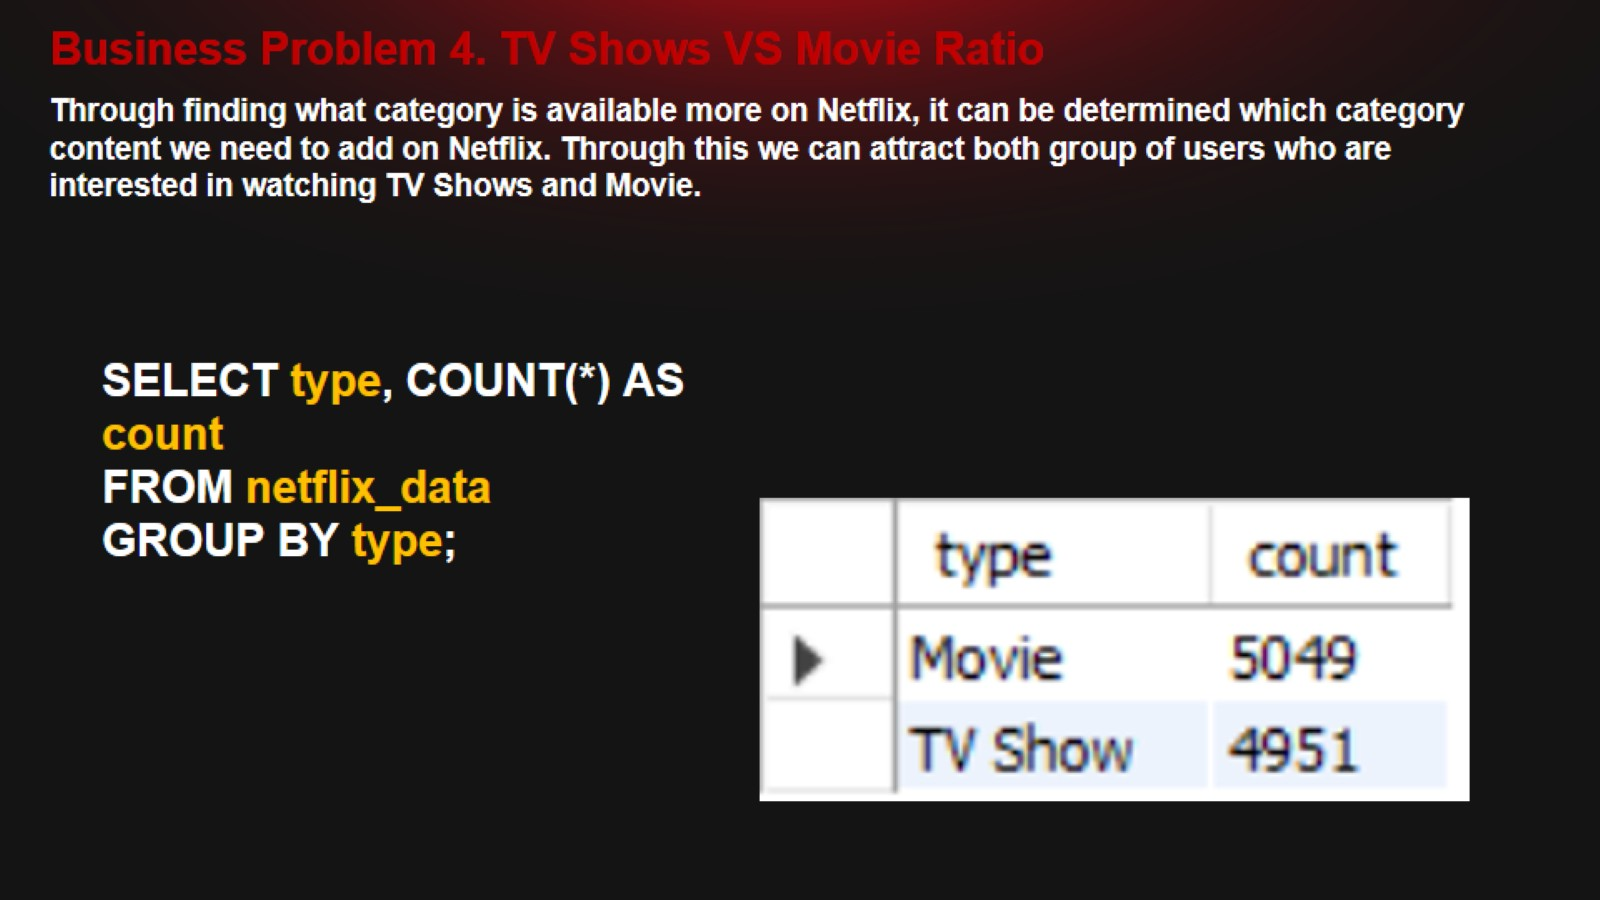 Business Problem 4. TV Shows VS Movie Ratio
Through finding what category is available more on Netflix, it can be determined which category
content we need to add on Netflix. Through this we can attract both group of users who are
interested in watching TV Shows and Movie.
SELECT type, COUNT(*) AS
count
FROM netflix_data
GROUP BY type;
type count
Movie 5049
TV Show 4951